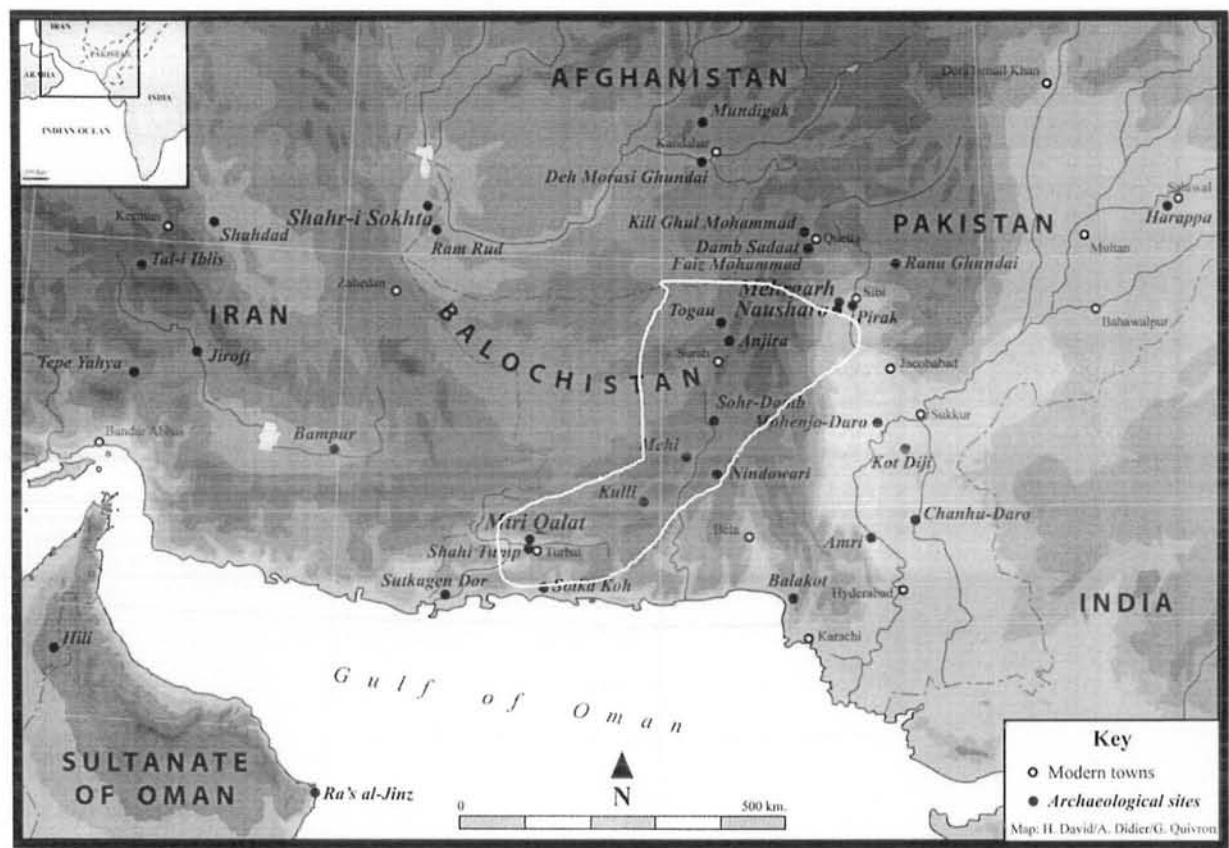 IRAN
PAKISTAN
ARABIA
INDIA
INDIAN OCEAN
AFGHANISTAN
Dera Ismail Khan
Mundigak
Kandahar
Deh Morasi Ghundai
Sahiwal
Harappa
Kerman
Shahdad
Shahr-i Sokhta
Kili Ghul Mohammad
PAKISTAN
Ram Rud
Quetta
Multan
Damb Sadaat
Tal-i Iblis
Faiz Mohammad
Rana Ghundai
Zahedan
Mehrgarh
Sibi
IRAN
Togau
Nausharo
Pirak
Bahawalpur
BALOCHISTAN
Anjira
Jiroft
Surab
Tepe Yahya
Jacobabad
Sohr-Damb
Mohenjo-Daro
Sukkur
Bandar Abbas
Bampur
Mehi
Kot Diji
Nindowari
Kulli
Miri Qalat
Chanhu-Daro
Shahi Tump
Turbat
Bela
Amri
Sutkagen Dor
Sotka Koh
Balakot
Hyderabad
INDIA
Hili
Karachi
Gulf of Oman
SULTANATE
OF OMAN
Ra's al-Jinz
N
0 500 km.
Key
Modern towns
Archaeological sites
Map: H. David/A. Didier/G. Quivron